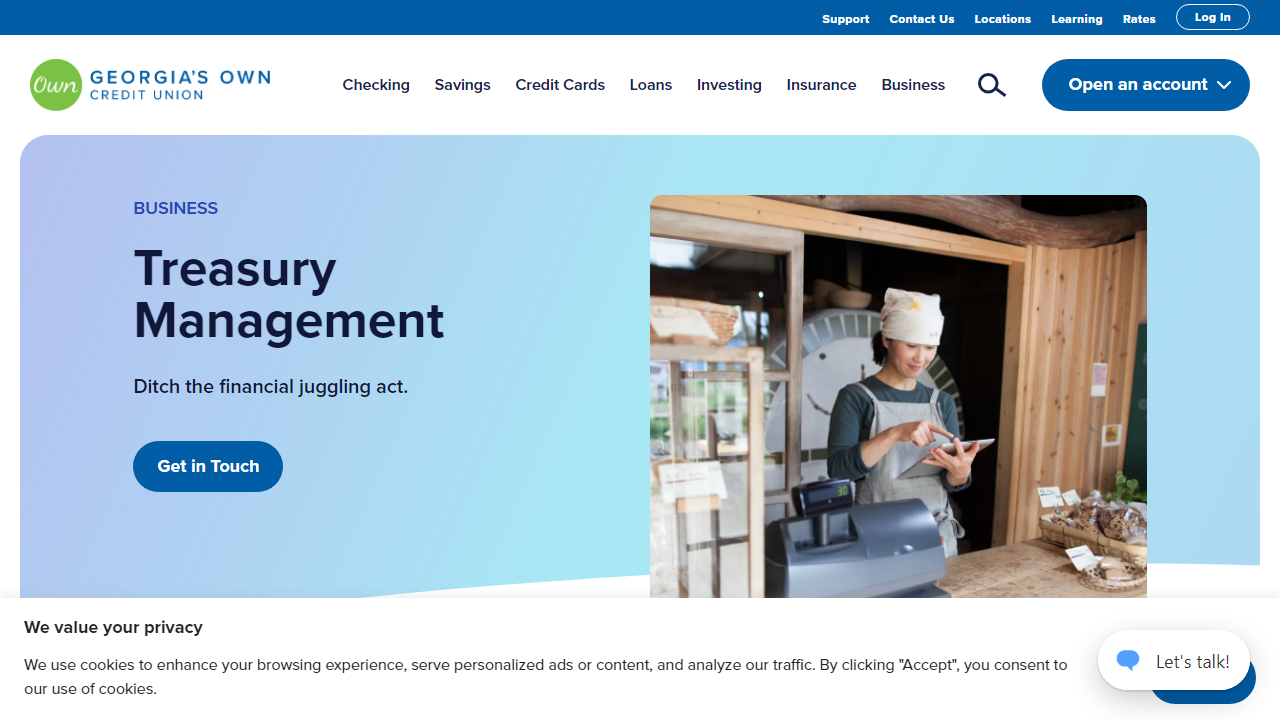 Support Contact Us Locations Learning Rates Log In
Own GEORGIA'S OWN
CREDIT UNION
Checking Savings Credit Cards Loans Investing Insurance Business Open an account
BUSINESS
Treasury
Management
Ditch the financial juggling act.
Get in Touch
We value your privacy
We use cookies to enhance your browsing experience, serve personalized ads or content, and analyze our traffic. By clicking "Accept", you consent to
our use of cookies.
Let's talk!